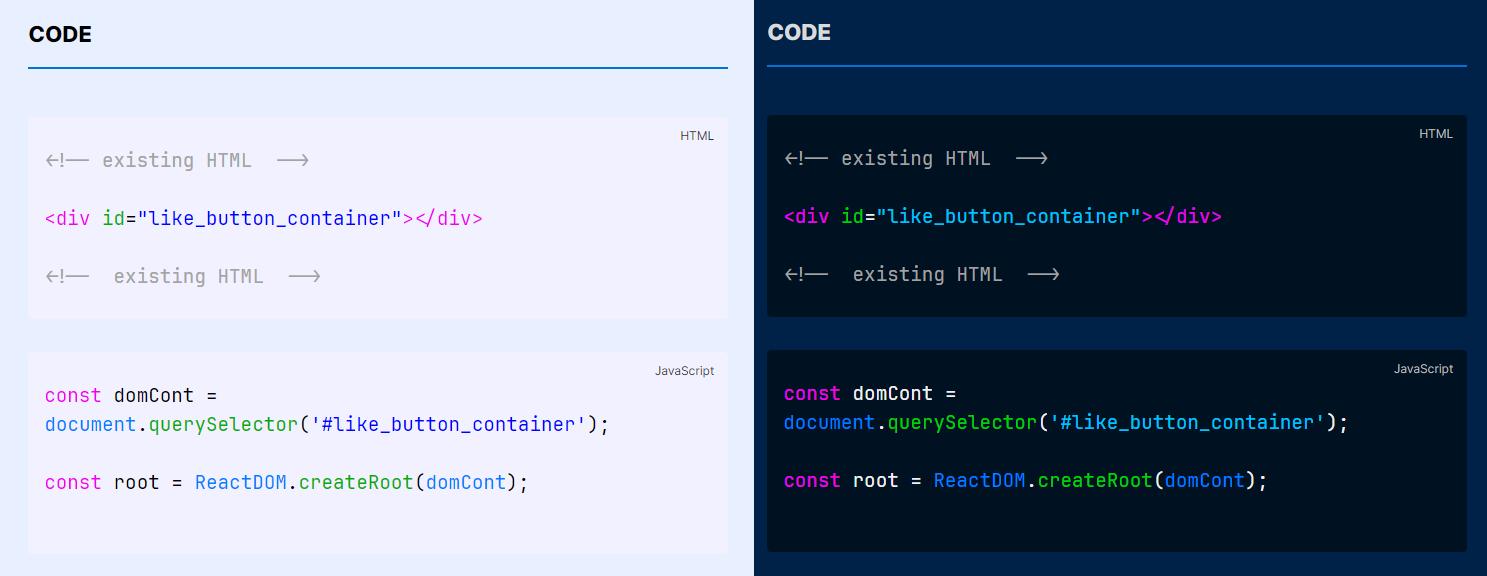 CODE
HTML
<!-- existing HTML  -->
<div id="like_button_container"></div>
<!--  existing HTML  -->
JavaScript
const domCont =
document.querySelector('#like_button_container');
const root = ReactDOM.createRoot(domCont);
CODE
HTML
<!-- existing HTML  -->
<div id="like_button_container"></div>
<!--  existing HTML  -->
JavaScript
const domCont =
document.querySelector('#like_button_container');
const root = ReactDOM.createRoot(domCont);